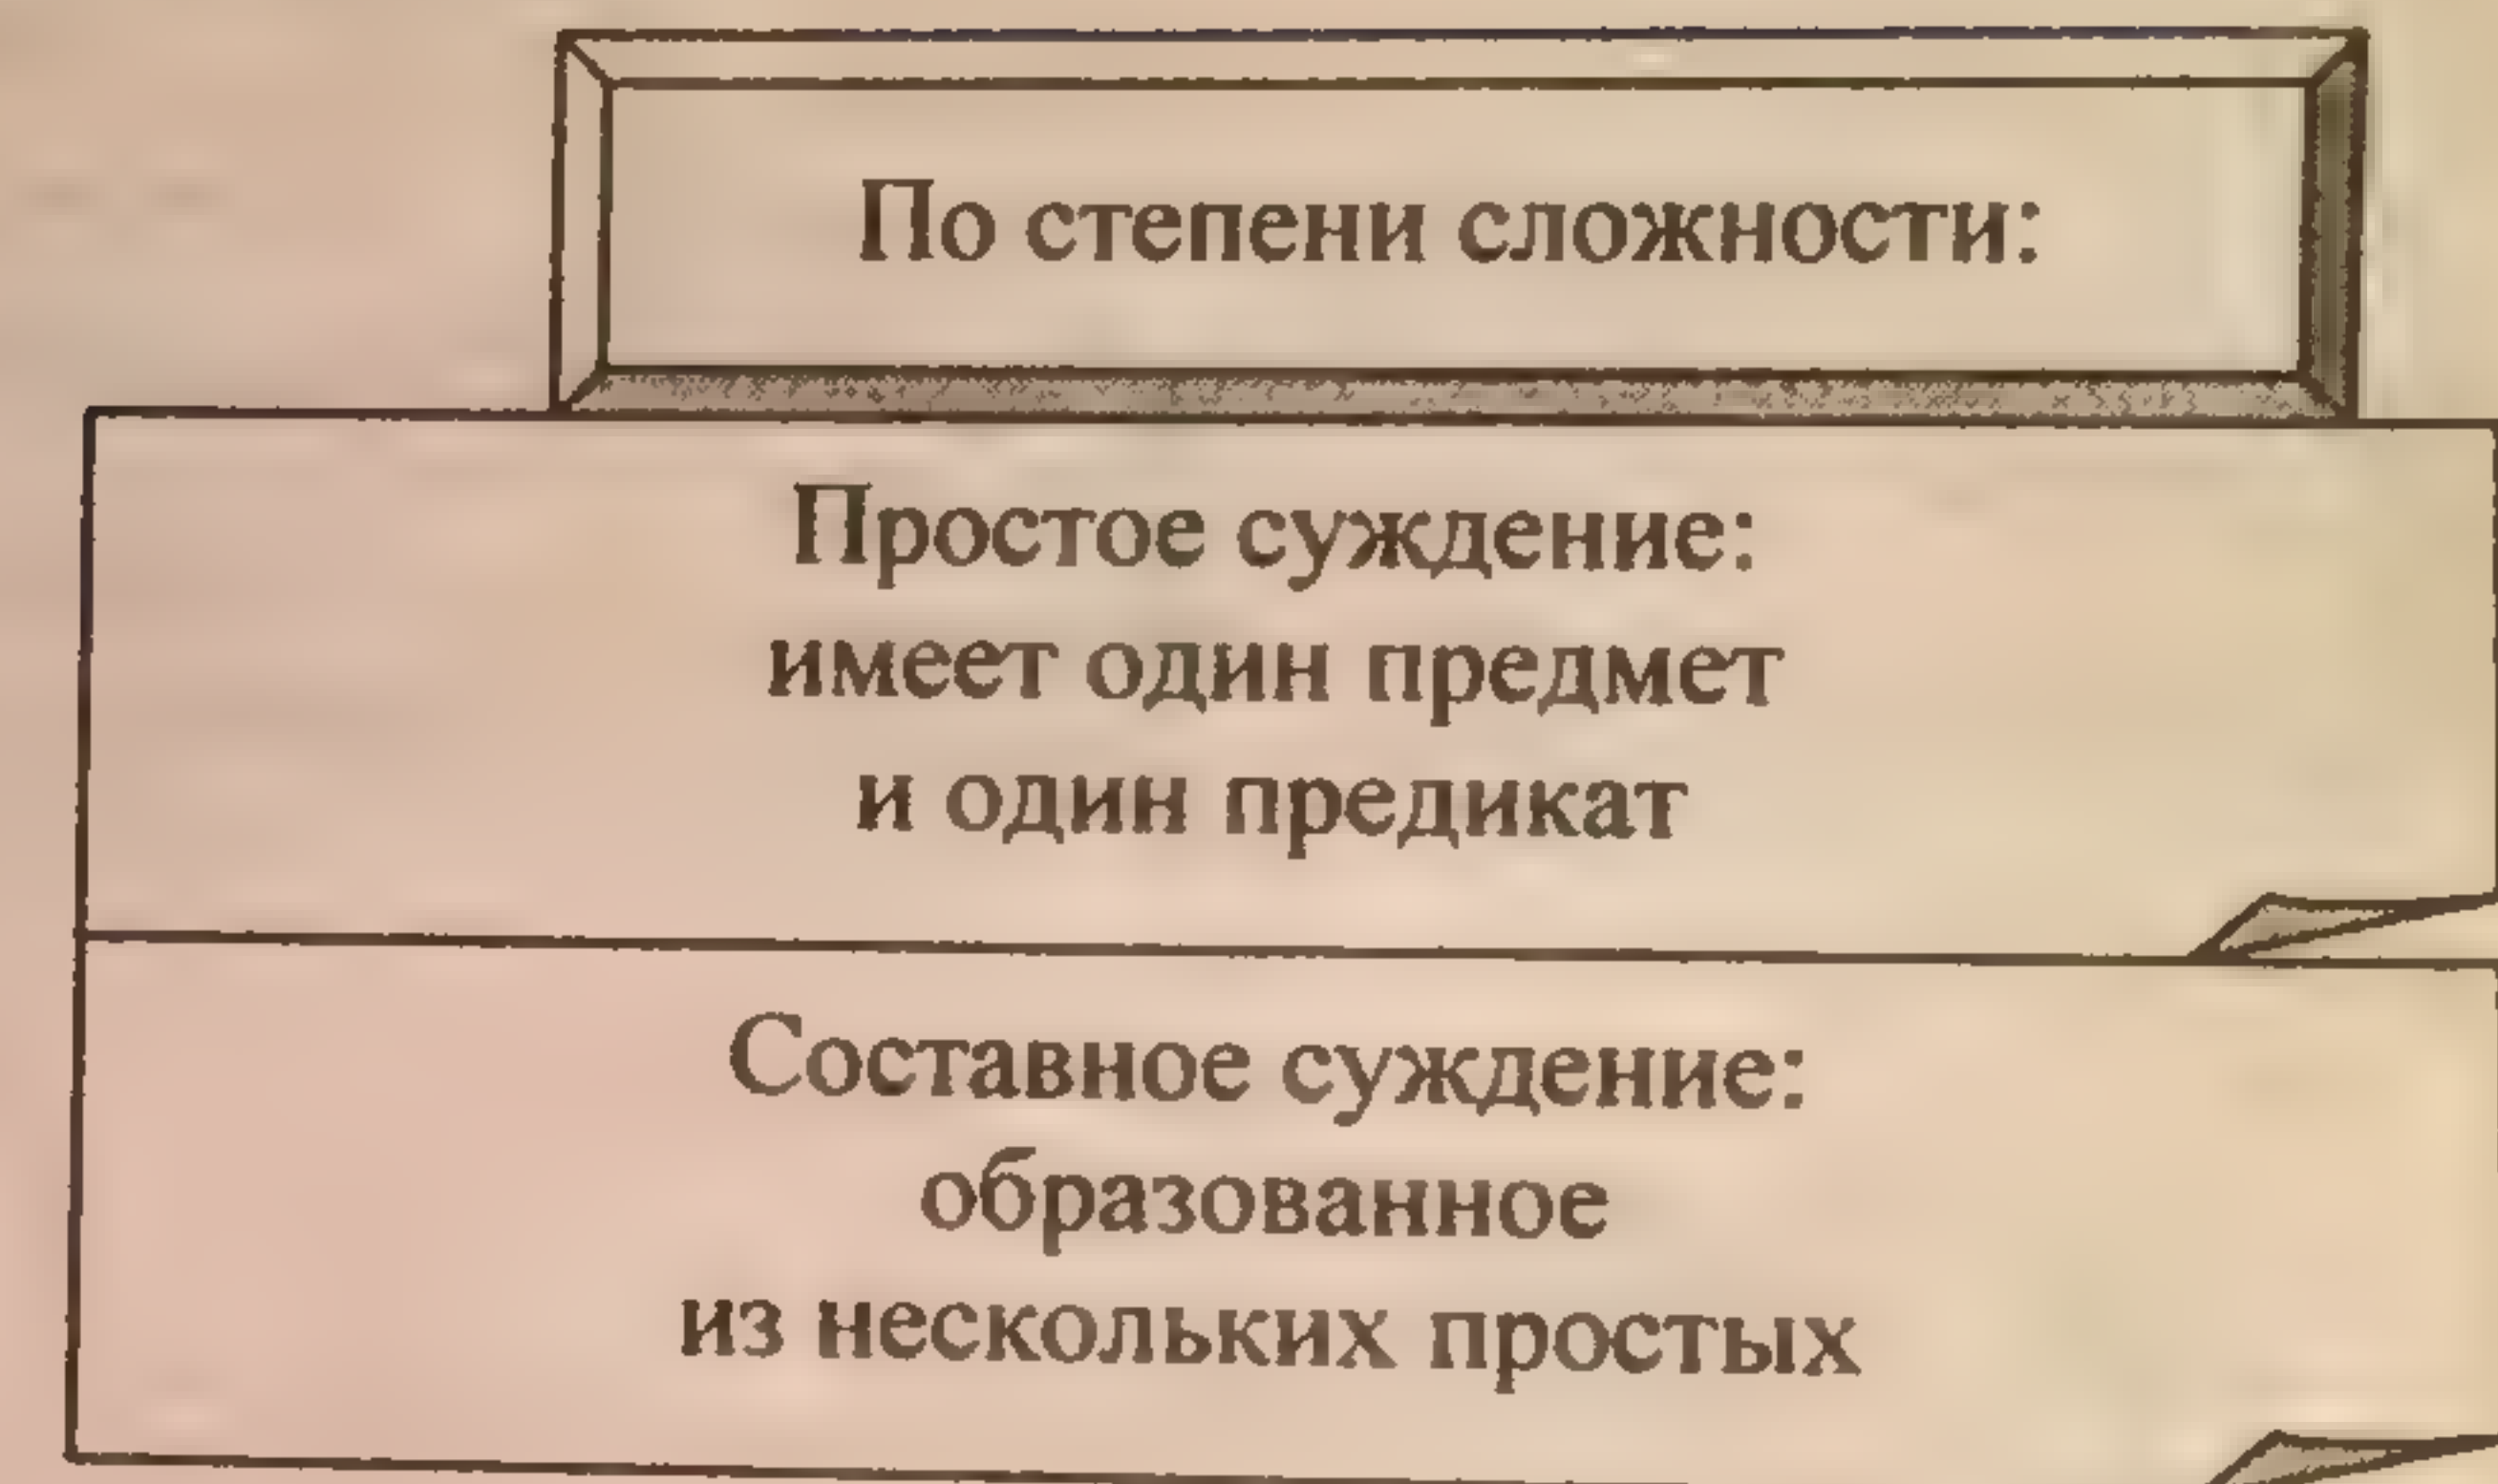 По степени сложности:
Простое суждение:
имеет один предмет
и один предикат
Составное суждение:
образованное
из нескольких простых